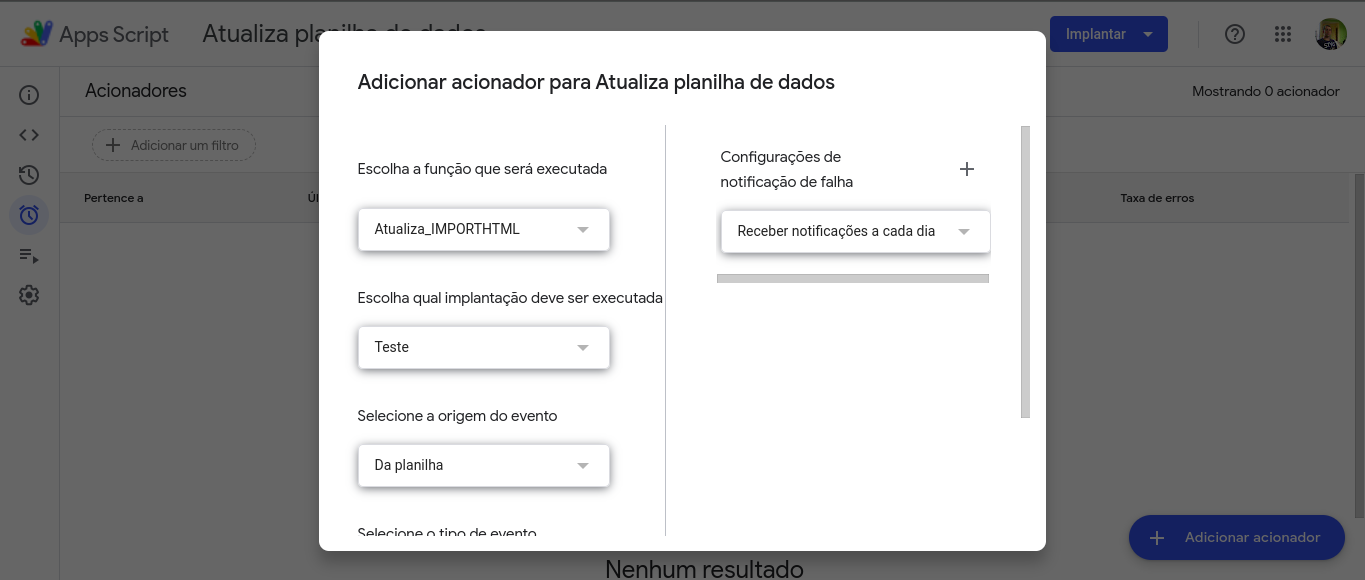 Apps Script
Atualiza planilha de dados
Implantar
Acionadores
Mostrando 0 acionador
Adicionar um filtro
Pertence a
Úl
Taxa de erros
Adicionar acionador para Atualiza planilha de dados
Escolha a função que será executada
Atualiza_IMPORTHTML
Escolha qual implantação deve ser executada
Teste
Selecione a origem do evento
Da planilha
Selecione o tipo de evento
Configurações de
notificação de falha
Receber notificações a cada dia
Adicionar acionador
Nenhum resultado